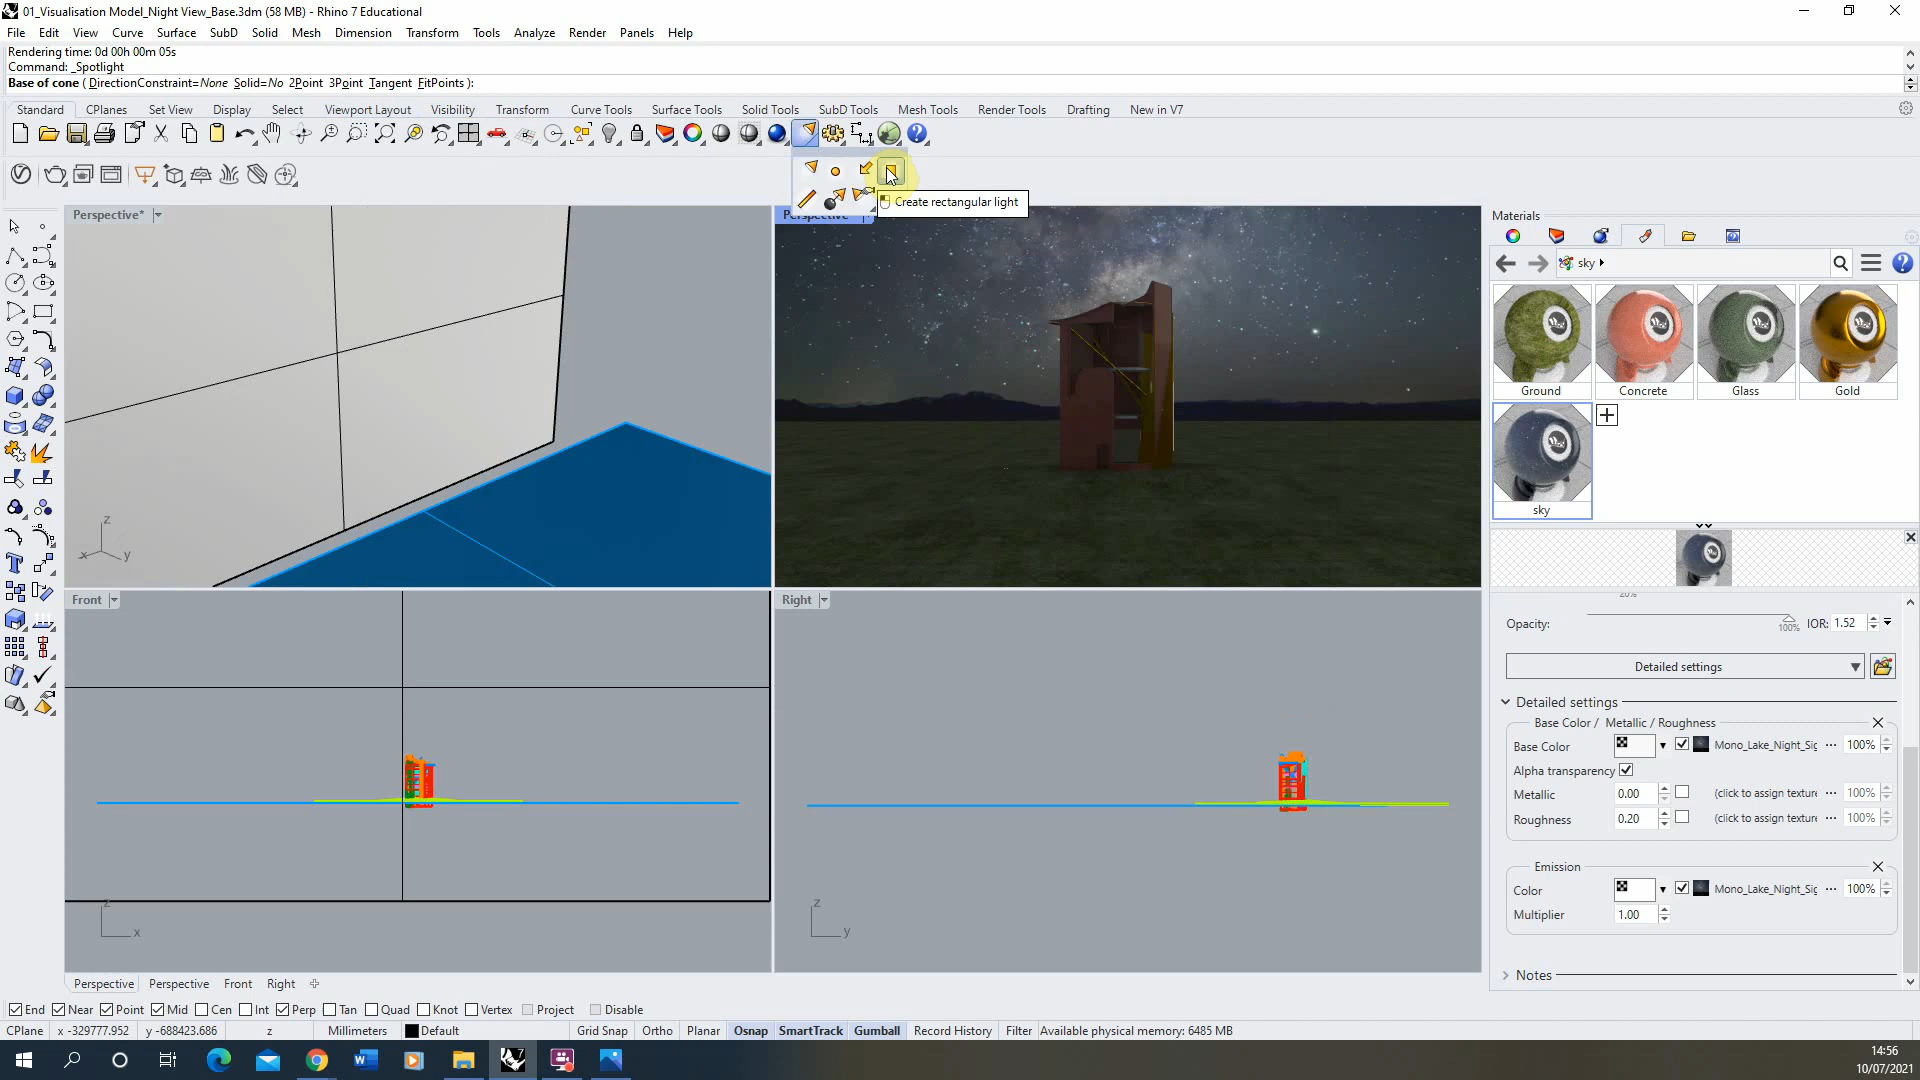 01_Visualisation Model_Night View_Base.3dm (58 MB) - Rhino 7 Educational
File Edit View Curve Surface SubD Solid Mesh Dimension Transform Tools Analyze Render Panels Help
Rendering time: 0d 00h 00m 05s
Command: _Spotlight
Base of cone ( DirectionConstraint=None Solid=No 2Point 3Point Tangent FitPoints ):
Standard CPlanes Set View Display Select Viewport Layout Visibility Transform Curve Tools Surface Tools Solid Tools SubD Tools Mesh Tools Render Tools Drafting New in V7
Create rectangular light
Perspective*
Perspective
Materials
sky
Ground Concrete Glass Gold
sky
z
x y
20%
Opacity: 100% IOR: 1.52
Detailed settings
Detailed settings
Base Color / Metallic / Roughness
Base Color Mono_Lake_Night_Sig ... 100%
Alpha transparency
Metallic 0.00 (click to assign texture ... 100%
Roughness 0.20 (click to assign texture ... 100%
Emission
Color Mono_Lake_Night_Sig ... 100%
Multiplier 1.00
Notes
Front
Right
z
x
z
y
Perspective Perspective Front Right
End Near Point Mid Cen Int Perp Tan Quad Knot Vertex Project Disable
CPlane x -329777.952 y -688423.686 z Millimeters Default Grid Snap Ortho Planar Osnap SmartTrack Gumball Record History Filter Available physical memory: 6485 MB
14:56
10/07/2021